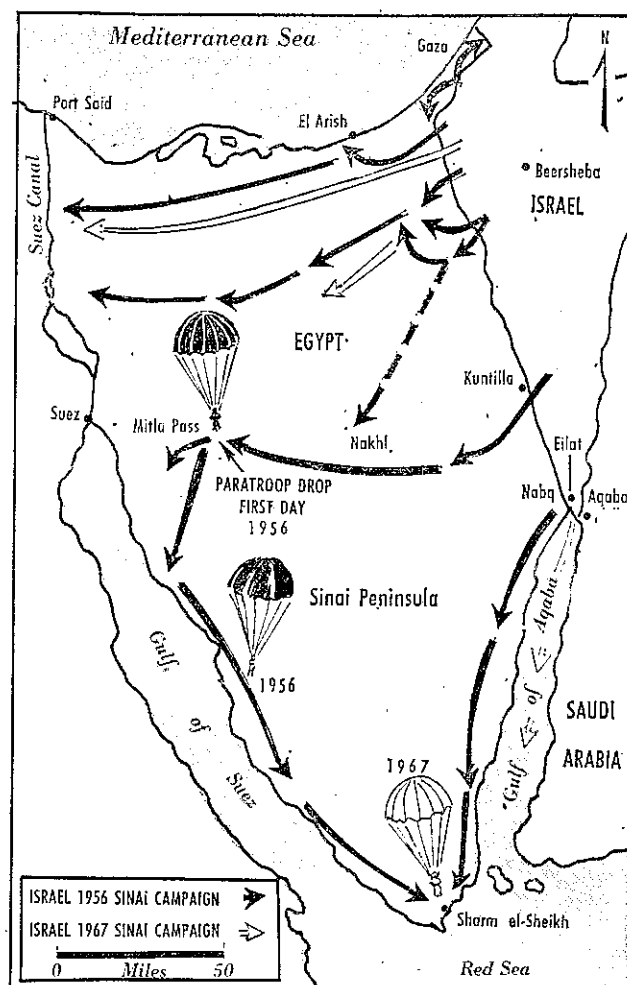 Mediterranean Sea
Gaza
N
Port Said
El Arish
Beersheba
ISRAEL
Suez Canal
EGYPT
Kuntilla
Suez
Mitla Pass
Nakhl
Eilat
Nabq
Aqaba
PARATROOP DROP
FIRST DAY
1956
Sinai Peninsula
1956
Gulf of Suez
Gulf of Aqaba
SAUDI
ARABIA
1967
Sharm el-Sheikh
Red Sea
ISRAEL 1956 SINAI CAMPAIGN
ISRAEL 1967 SINAI CAMPAIGN
0 Miles 50